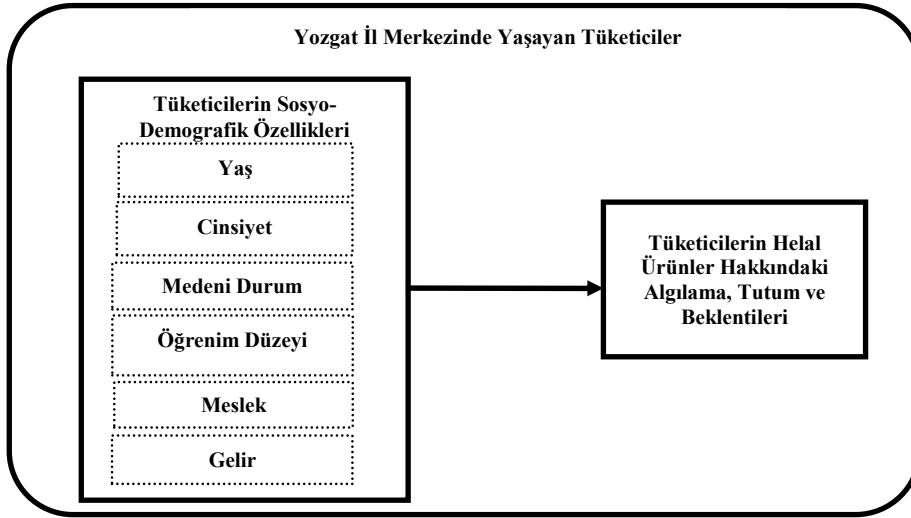 Yozgat İl Merkezinde Yaşayan Tüketiciler
Tüketicilerin Sosyo-
Demografik Özellikleri
Yaş
Cinsiyet
Medeni Durum
Öğrenim Düzeyi
Meslek
Gelir
Tüketicilerin Helal
Ürünler Hakkındaki
Algılama, Tutum ve
Beklentileri